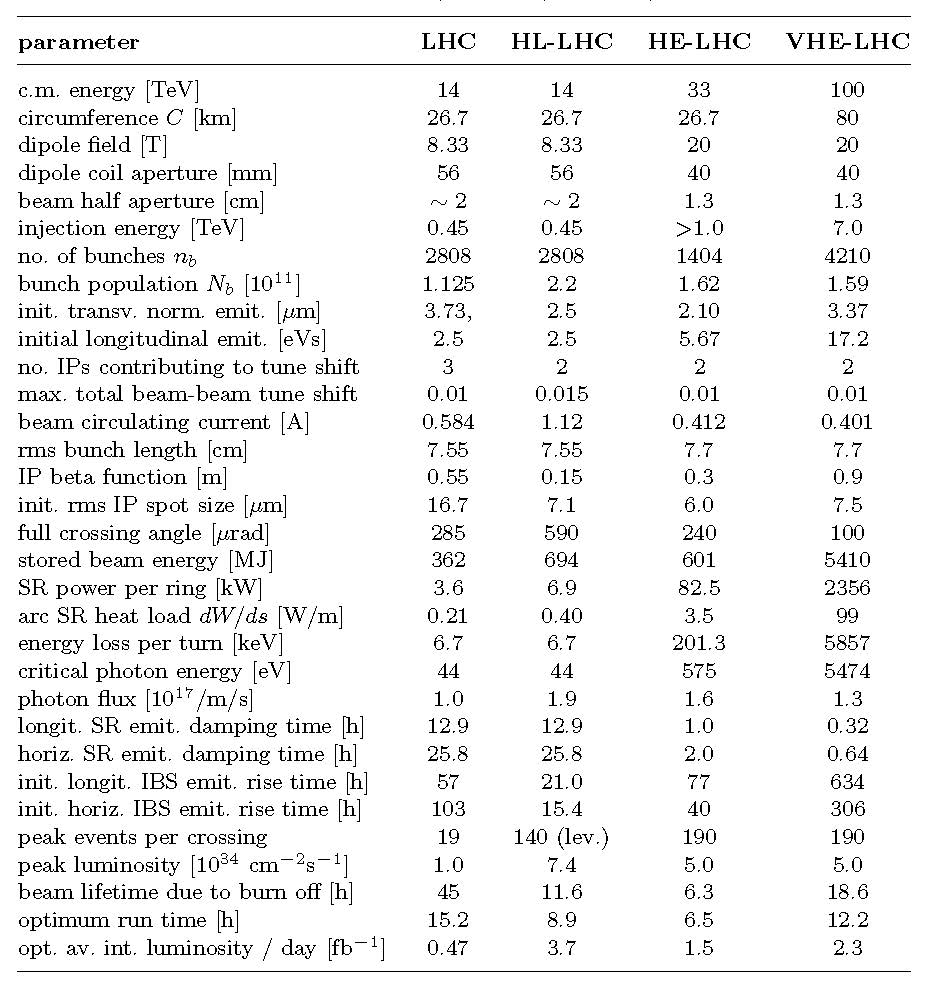 parameter LHC HL-LHC HE-LHC VHE-LHC
c.m. energy [TeV] 14 14 33 100
circumference C [km] 26.7 26.7 26.7 80
dipole field [T] 8.33 8.33 20 20
dipole coil aperture [mm] 56 56 40 40
beam half aperture [cm] ∼ 2 ∼ 2 1.3 1.3
injection energy [TeV] 0.45 0.45 >1.0 7.0
no. of bunches n_b 2808 2808 1404 4210
bunch population N_b [10^11] 1.125 2.2 1.62 1.59
init. transv. norm. emit. [μm] 3.73, 2.5 2.10 3.37
initial longitudinal emit. [eVs] 2.5 2.5 5.67 17.2
no. IPs contributing to tune shift 3 2 2 2
max. total beam-beam tune shift 0.01 0.015 0.01 0.01
beam circulating current [A] 0.584 1.12 0.412 0.401
rms bunch length [cm] 7.55 7.55 7.7 7.7
IP beta function [m] 0.55 0.15 0.3 0.9
init. rms IP spot size [μm] 16.7 7.1 6.0 7.5
full crossing angle [μrad] 285 590 240 100
stored beam energy [MJ] 362 694 601 5410
SR power per ring [kW] 3.6 6.9 82.5 2356
arc SR heat load dW/ds [W/m] 0.21 0.40 3.5 99
energy loss per turn [keV] 6.7 6.7 201.3 5857
critical photon energy [eV] 44 44 575 5474
photon flux [10^17/m/s] 1.0 1.9 1.6 1.3
longit. SR emit. damping time [h] 12.9 12.9 1.0 0.32
horiz. SR emit. damping time [h] 25.8 25.8 2.0 0.64
init. longit. IBS emit. rise time [h] 57 21.0 77 634
init. horiz. IBS emit. rise time [h] 103 15.4 40 306
peak events per crossing 19 140 (lev.) 190 190
peak luminosity [10^34 cm^−2s^−1] 1.0 7.4 5.0 5.0
beam lifetime due to burn off [h] 45 11.6 6.3 18.6
optimum run time [h] 15.2 8.9 6.5 12.2
opt. av. int. luminosity / day [fb^−1] 0.47 3.7 1.5 2.3